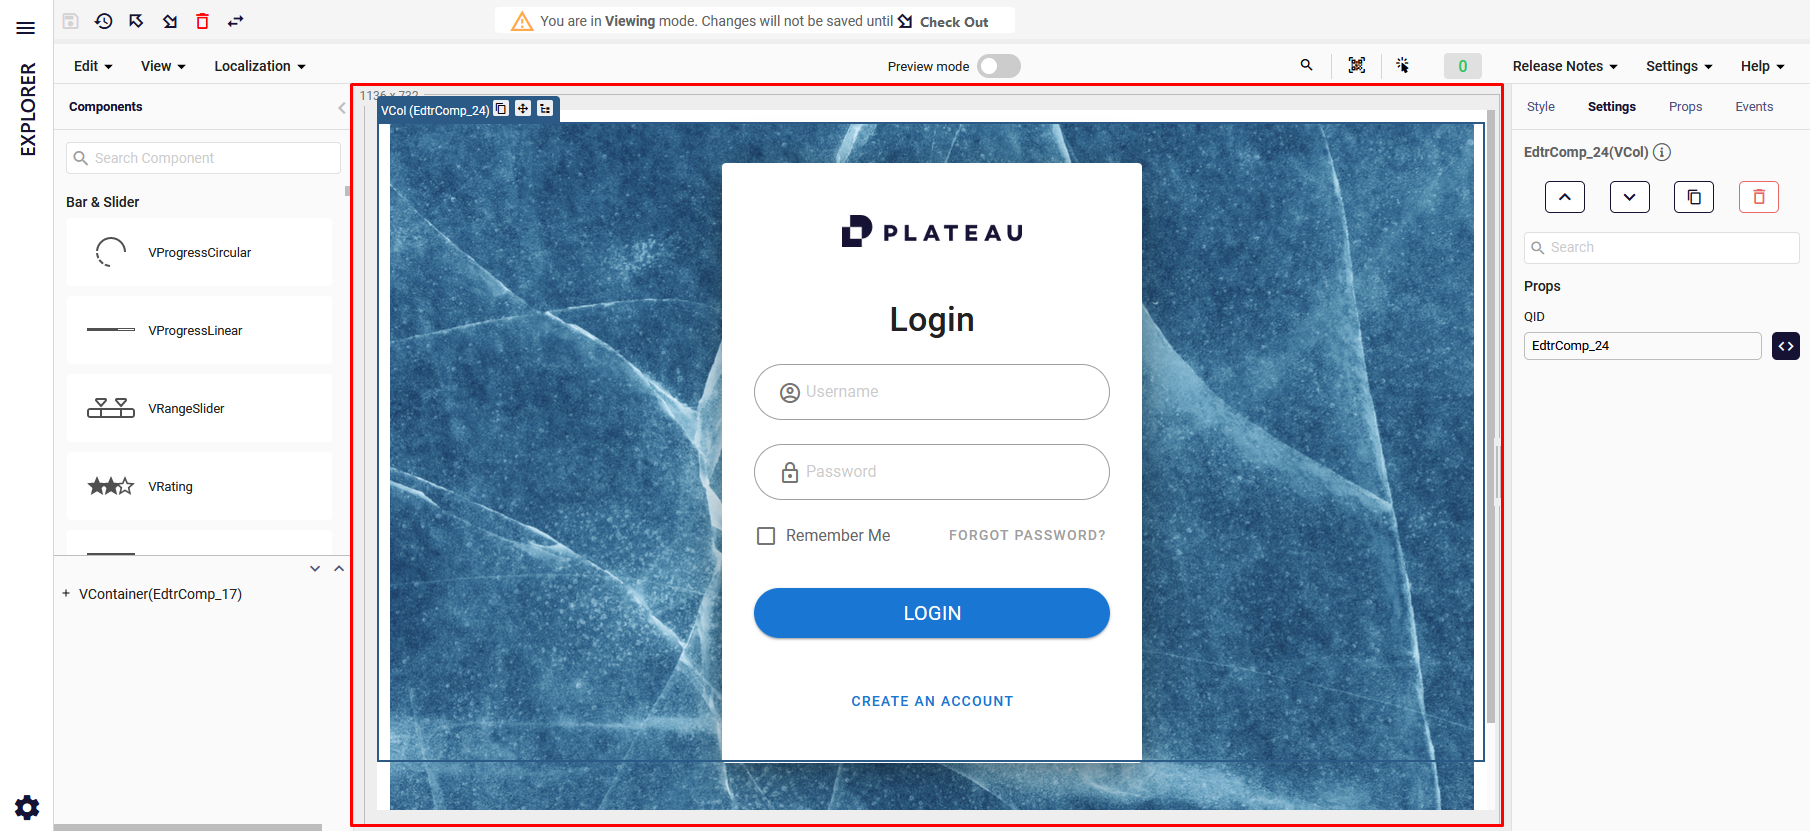 You are in Viewing mode. Changes will not be saved until Check Out
EXPLORER
Edit View Localization
Preview mode
0
Release Notes Settings Help
Components
Search Component
Bar & Slider
VProgressCircular
VProgressLinear
VRangeSlider
VRating
VContainer(EdtrComp_17)
1136 x 732
VCol (EdtrComp_24)
PLATEAU
Login
Username
Password
Remember Me FORGOT PASSWORD?
LOGIN
CREATE AN ACCOUNT
Style Settings Props Events
EdtrComp_24(VCol)
Search
Props
QID
EdtrComp_24